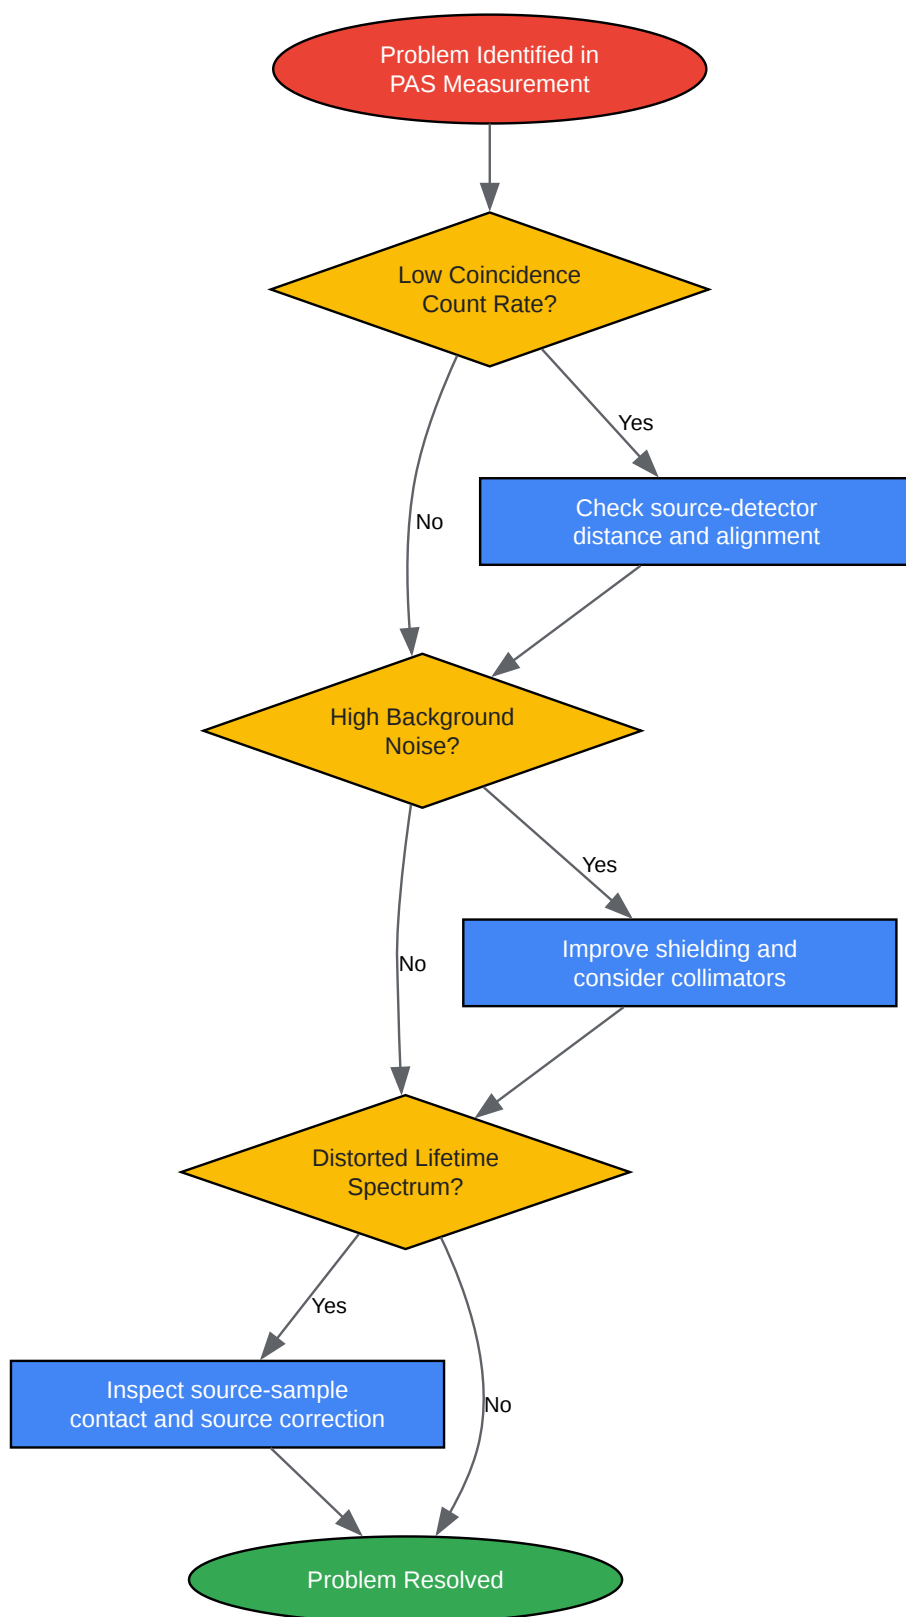 Problem Identified in
PAS Measurement
Low Coincidence
Count Rate?
Yes
Check source-detector
distance and alignment
No
High Background
Noise?
Yes
Improve shielding and
consider collimators
No
Distorted Lifetime
Spectrum?
Yes
Inspect source-sample
contact and source correction
No
Problem Resolved